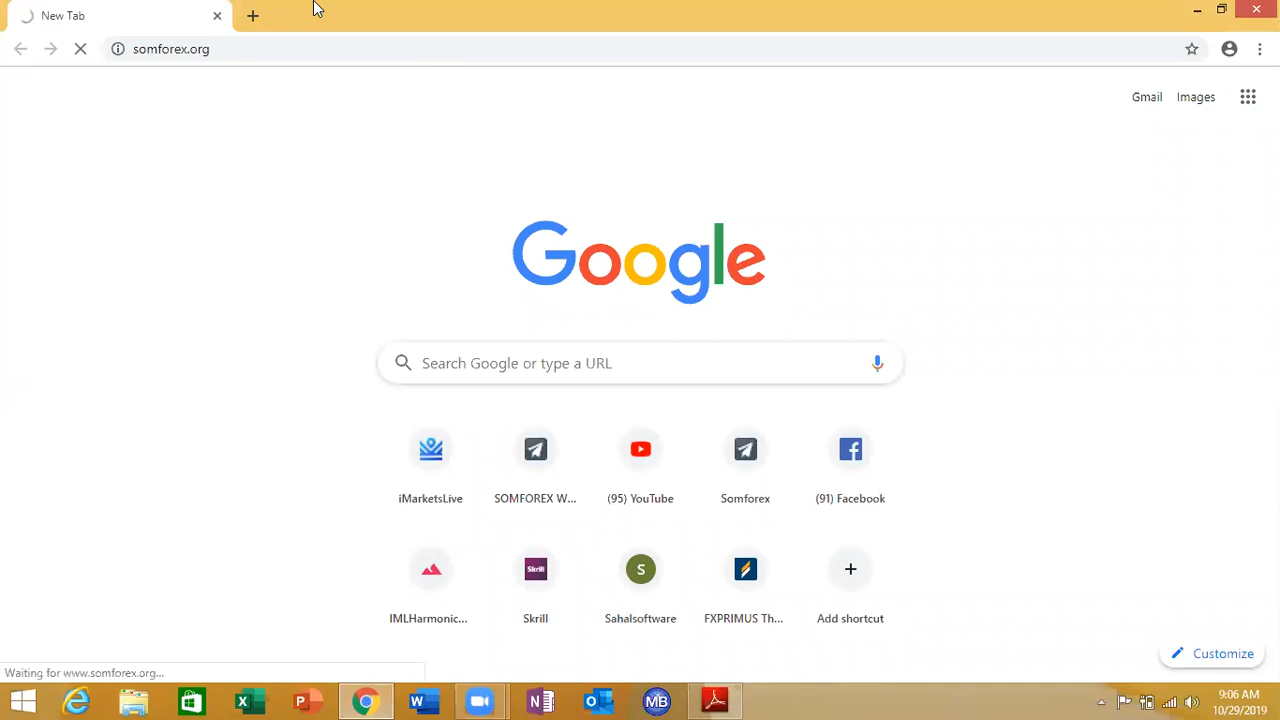 New Tab
somforex.org
Gmail Images
Google
Search Google or type a URL
iMarketsLive
SOMFOREX W...
(95) YouTube
Somforex
(91) Facebook
IMLHarmonic...
Skrill
Skrill
S
Sahalsoftware
FXPRIMUS Th...
Add shortcut
Customize
Waiting for www.somforex.org...
MB
9:06 AM
10/29/2019